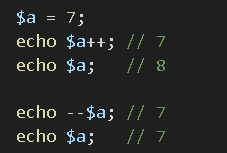 $a = 7;
echo $a++; // 7
echo $a;   // 8

echo --$a; // 7
echo $a;   // 7